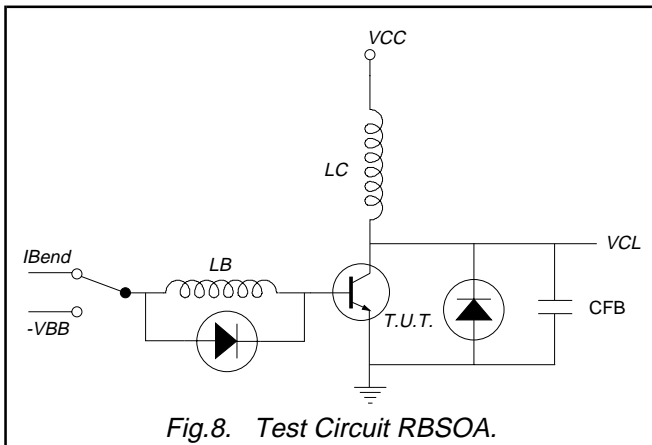 VCC
LC
IBend
LB
VCL
-VBB
T.U.T.
CFB
Fig.8. Test Circuit RBSOA.